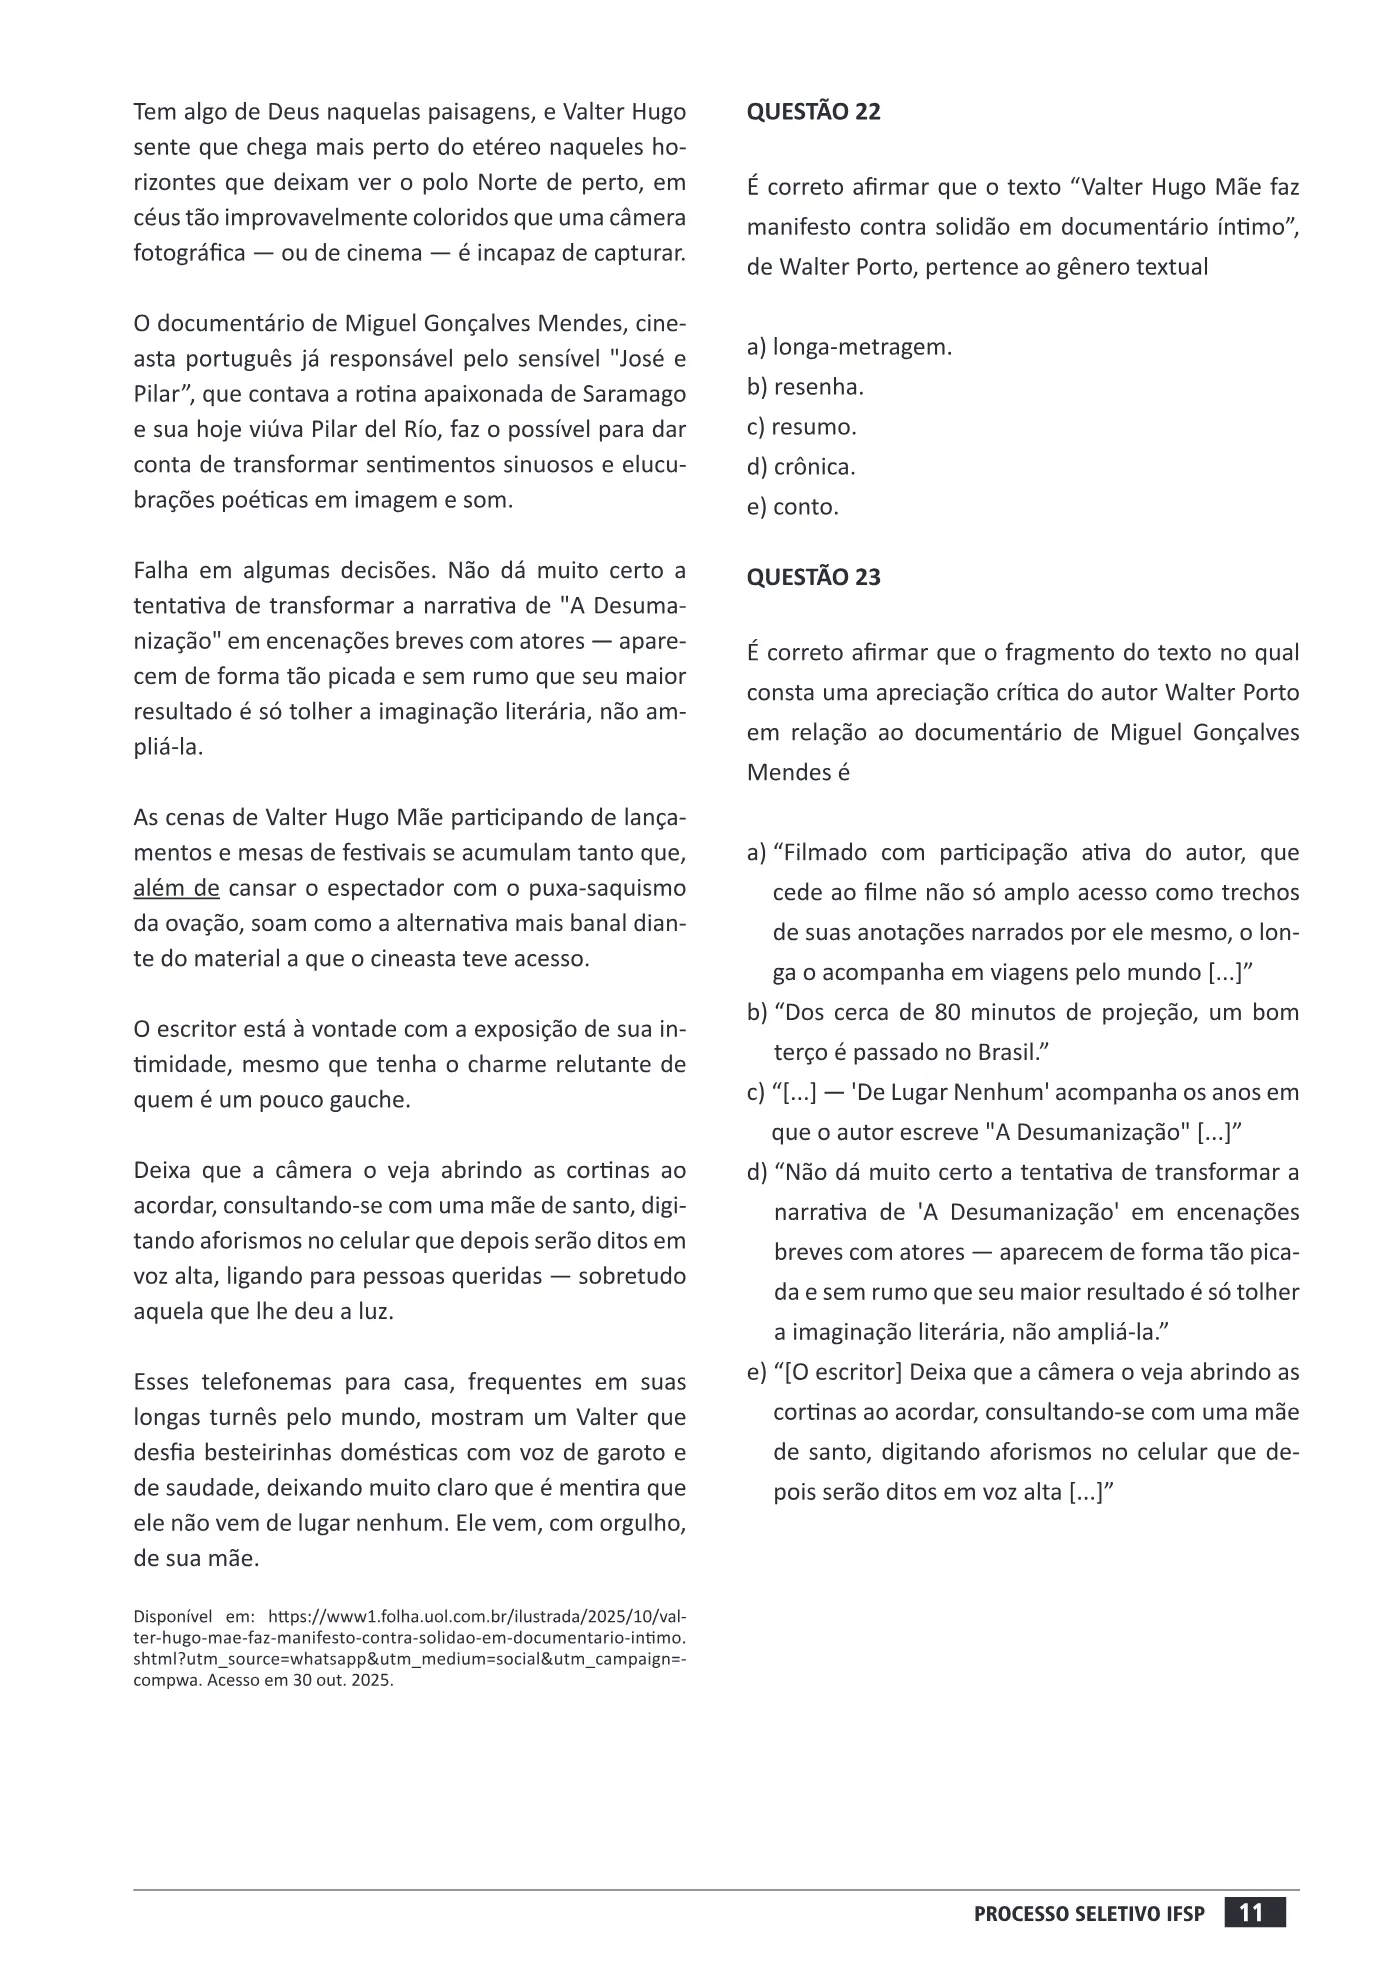 Tem algo de Deus naquelas paisagens, e Valter Hugo
sente que chega mais perto do etéreo naqueles ho-
rizontes que deixam ver o polo Norte de perto, em
céus tão improvavelmente coloridos que uma câmera
fotográfica — ou de cinema — é incapaz de capturar.
O documentário de Miguel Gonçalves Mendes, cine-
asta português já responsável pelo sensível "José e
Pilar”, que contava a rotina apaixonada de Saramago
e sua hoje viúva Pilar del Río, faz o possível para dar
conta de transformar sentimentos sinuosos e elucu-
brações poéticas em imagem e som.
Falha em algumas decisões. Não dá muito certo a
tentativa de transformar a narrativa de "A Desuma-
nização" em encenações breves com atores — apare-
cem de forma tão picada e sem rumo que seu maior
resultado é só tolher a imaginação literária, não am-
pliá-la.
As cenas de Valter Hugo Mãe participando de lança-
mentos e mesas de festivais se acumulam tanto que,
além de cansar o espectador com o puxa-saquismo
da ovação, soam como a alternativa mais banal dian-
te do material a que o cineasta teve acesso.
O escritor está à vontade com a exposição de sua in-
timidade, mesmo que tenha o charme relutante de
quem é um pouco gauche.
Deixa que a câmera o veja abrindo as cortinas ao
acordar, consultando-se com uma mãe de santo, digi-
tando aforismos no celular que depois serão ditos em
voz alta, ligando para pessoas queridas — sobretudo
aquela que lhe deu a luz.
Esses telefonemas para casa, frequentes em suas
longas turnês pelo mundo, mostram um Valter que
desfia besteirinhas domésticas com voz de garoto e
de saudade, deixando muito claro que é mentira que
ele não vem de lugar nenhum. Ele vem, com orgulho,
de sua mãe.
Disponível em: https://www1.folha.uol.com.br/ilustrada/2025/10/val-
ter-hugo-mae-faz-manifesto-contra-solidao-em-documentario-intimo.
shtml?utm_source=whatsapp&utm_medium=social&utm_campaign=-
compwa. Acesso em 30 out. 2025.
QUESTÃO 22
É correto afirmar que o texto “Valter Hugo Mãe faz
manifesto contra solidão em documentário íntimo”,
de Walter Porto, pertence ao gênero textual
a) longa-metragem.
b) resenha.
c) resumo.
d) crônica.
e) conto.
QUESTÃO 23
É correto afirmar que o fragmento do texto no qual
consta uma apreciação crítica do autor Walter Porto
em relação ao documentário de Miguel Gonçalves
Mendes é
a) “Filmado com participação ativa do autor, que
cede ao filme não só amplo acesso como trechos
de suas anotações narrados por ele mesmo, o lon-
ga o acompanha em viagens pelo mundo [...]”
b) “Dos cerca de 80 minutos de projeção, um bom
terço é passado no Brasil.”
c) “[...] — 'De Lugar Nenhum' acompanha os anos em
que o autor escreve "A Desumanização" [...]”
d) “Não dá muito certo a tentativa de transformar a
narrativa de 'A Desumanização' em encenações
breves com atores — aparecem de forma tão pica-
da e sem rumo que seu maior resultado é só tolher
a imaginação literária, não ampliá-la.”
e) “[O escritor] Deixa que a câmera o veja abrindo as
cortinas ao acordar, consultando-se com uma mãe
de santo, digitando aforismos no celular que de-
pois serão ditos em voz alta [...]”
PROCESSO SELETIVO IFSP 11